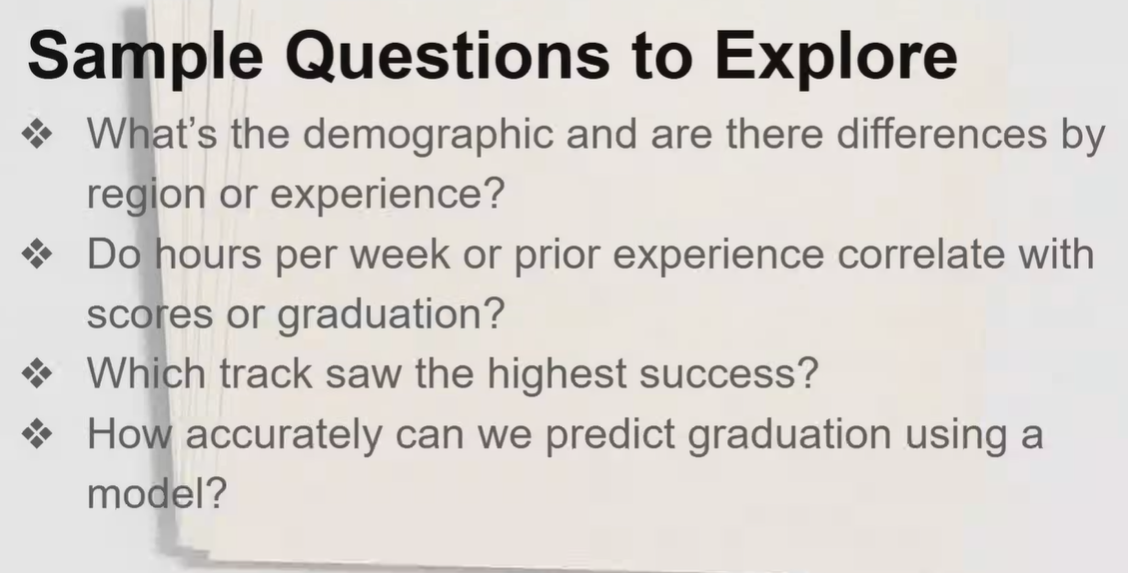 Sample Questions to Explore
❖ What’s the demographic and are there differences by
region or experience?
❖ Do hours per week or prior experience correlate with
scores or graduation?
❖ Which track saw the highest success?
❖ How accurately can we predict graduation using a
model?